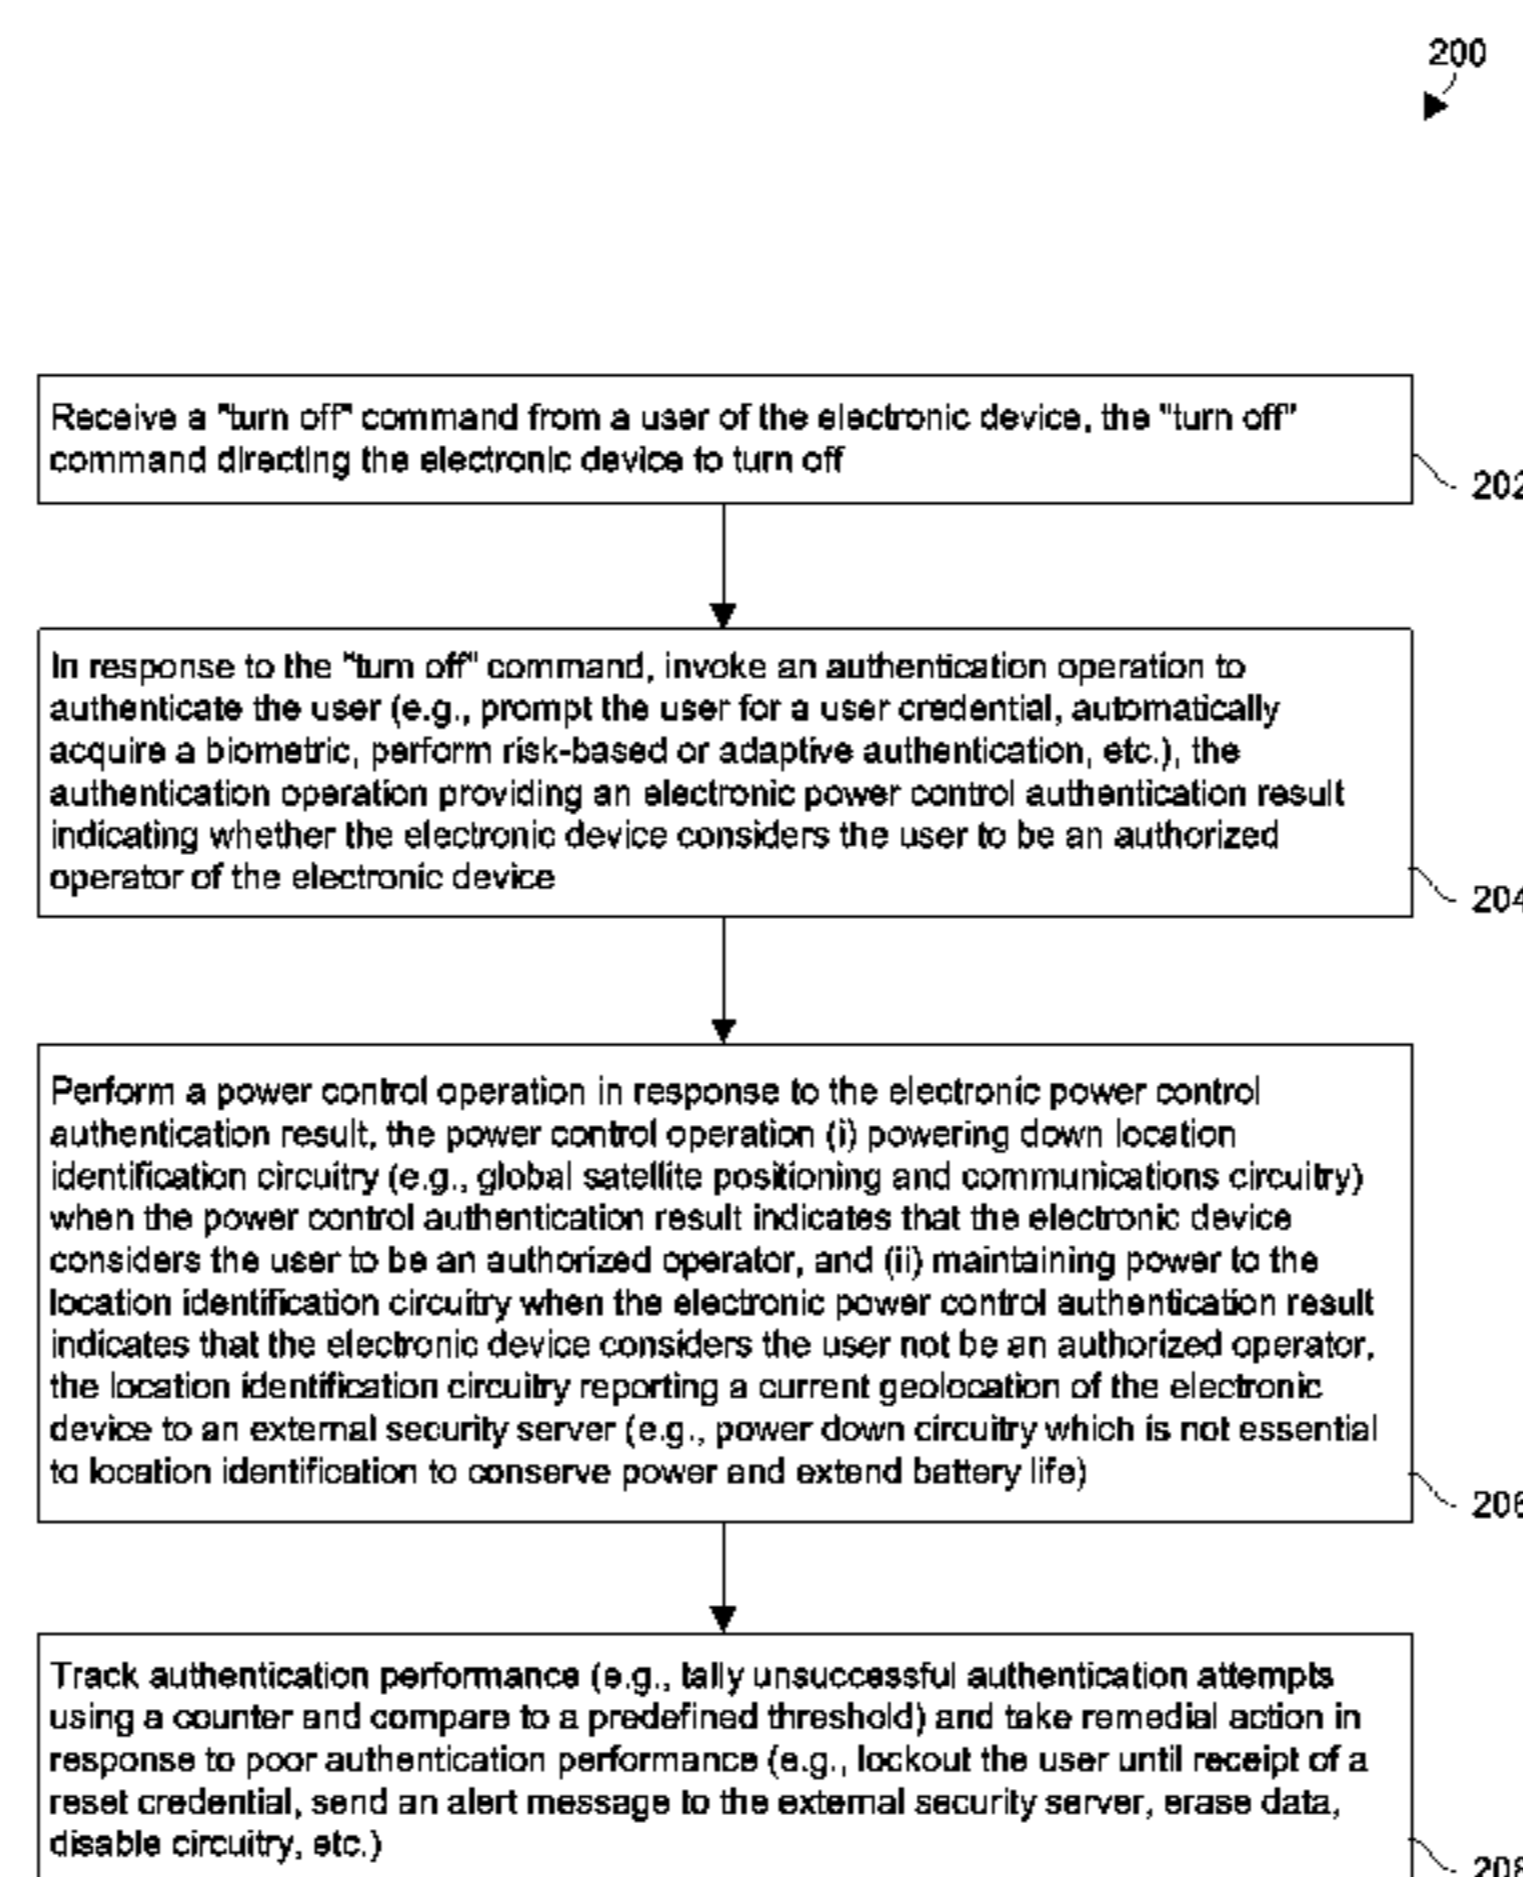 200
Receive a "turn off" command from a user of the electronic device, the "turn off"
command directing the electronic device to turn off
202
In response to the "turn off" command, invoke an authentication operation to
authenticate the user (e.g., prompt the user for a user credential, automatically
acquire a biometric, perform risk-based or adaptive authentication, etc.), the
authentication operation providing an electronic power control authentication result
indicating whether the electronic device considers the user to be an authorized
operator of the electronic device
204
Perform a power control operation in response to the electronic power control
authentication result, the power control operation (i) powering down location
identification circuitry (e.g., global satellite positioning and communications circuitry)
when the power control authentication result indicates that the electronic device
considers the user to be an authorized operator, and (ii) maintaining power to the
location identification circuitry when the electronic power control authentication result
indicates that the electronic device considers the user not be an authorized operator,
the location identification circuitry reporting a current geolocation of the electronic
device to an external security server (e.g., power down circuitry which is not essential
to location identification to conserve power and extend battery life)
206
Track authentication performance (e.g., tally unsuccessful authentication attempts
using a counter and compare to a predefined threshold) and take remedial action in
response to poor authentication performance (e.g., lockout the user until receipt of a
reset credential, send an alert message to the external security server, erase data,
disable circuitry, etc.)
208